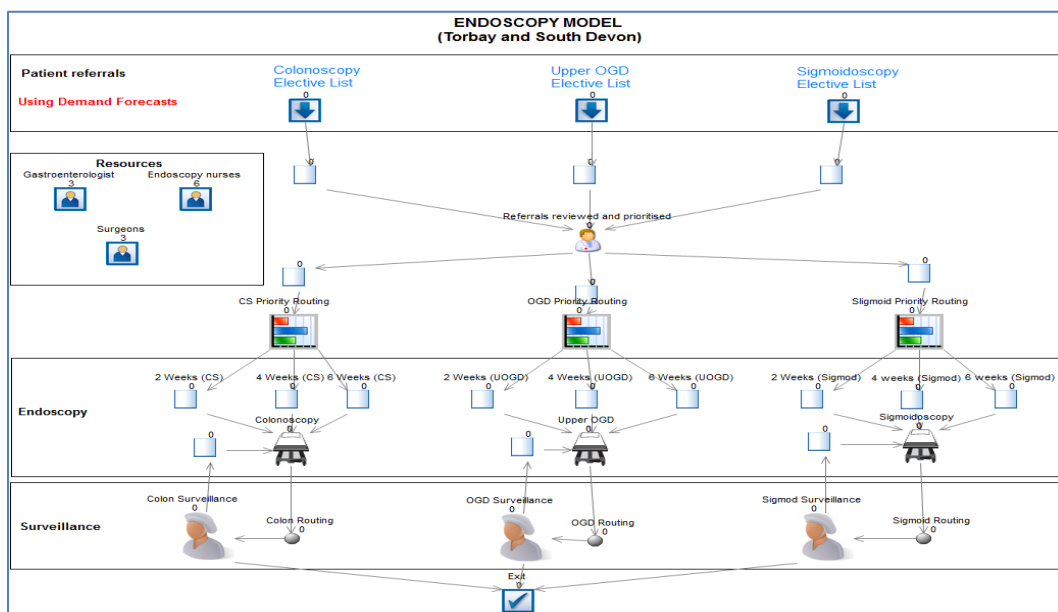 ENDOSCOPY MODEL
(Torbay and South Devon)
Patient referrals
Using Demand Forecasts
Colonoscopy
Elective List
0
Upper OGD
Elective List
0
Sigmoidoscopy
Elective List
0
0
0
0
Resources
Gastroenterologist
3
Endoscopy nurses
6
Surgeons
3
Referrals reviewed and prioritised
0
0
0
0
CS Priority Routing
0
OGD Priority Routing
0
Sligmoid Priority Routing
0
Endoscopy
2 Weeks (CS)
0
4 Weeks (CS)
0
6 Weeks (CS)
0
2 Weeks (UOGD)
0
4 Weeks (UOGD)
0
6 Weeks (UOGD)
0
2 Weeks (Sigmod)
0
4 weeks (Sigmod)
0
6 weeks (Sigmod)
0
Colonoscopy
0
0
Upper OGD
0
0
Sigmoidoscopy
0
0
Surveillance
Colon Surveillance
0
Colon Routing
0
OGD Surveillance
0
OGD Routing
0
Sigmod Surveillance
0
Sigmoid Routing
0
Exit
0